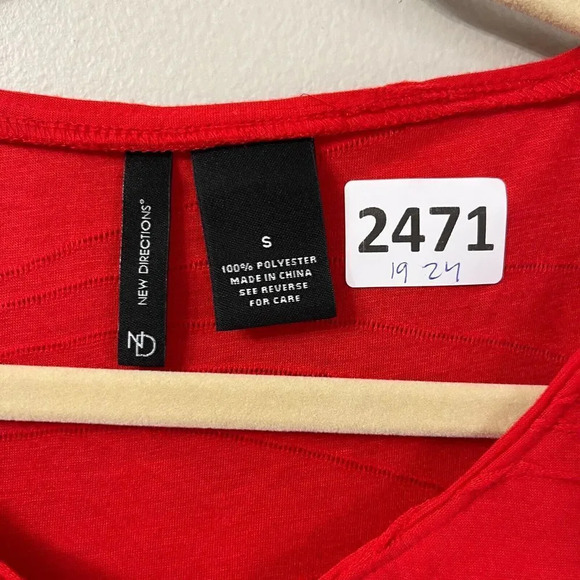 NEW DIRECTIONS®
ND
S
100% POLYESTER
MADE IN CHINA
SEE REVERSE
FOR CARE
2471
19 24